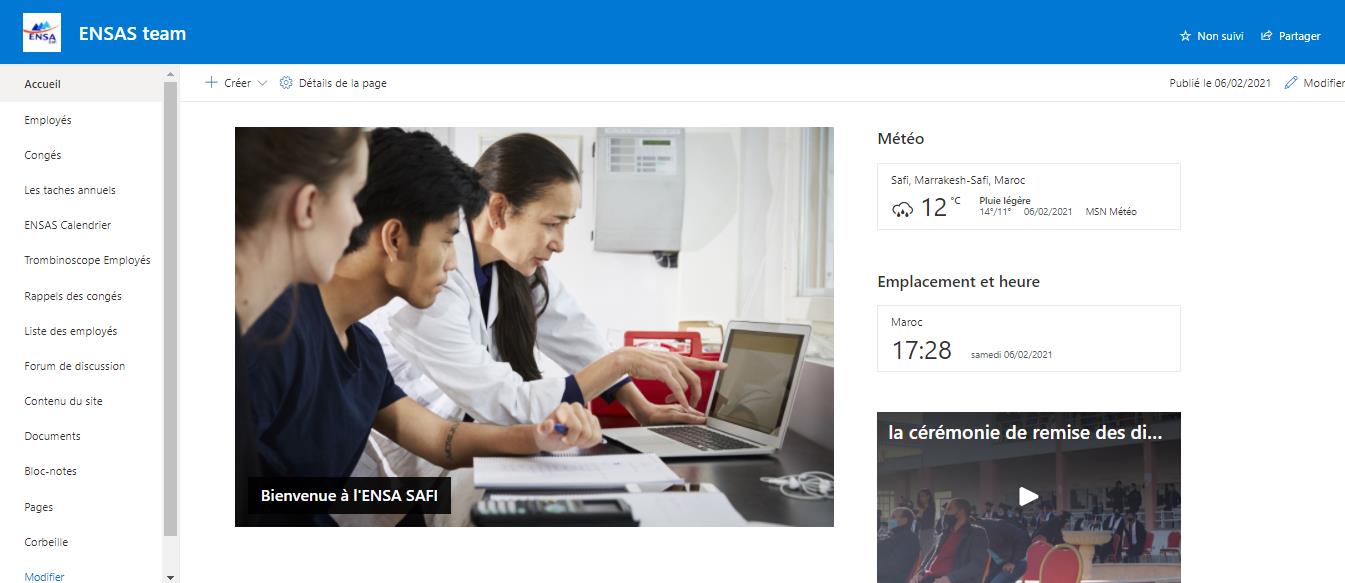 ENSA
ENSAS team
Non suivi
Partager
Accueil
Employés
Congés
Les taches annuels
ENSAS Calendrier
Trombinoscope Employés
Rappels des congés
Liste des employés
Forum de discussion
Contenu du site
Documents
Bloc-notes
Pages
Corbeille
Modifier
Créer
Détails de la page
Publié le 06/02/2021
Modifier
Bienvenue à l'ENSA SAFI
Météo
Safi, Marrakesh-Safi, Maroc
12 °C
Pluie légère
14°/11° 06/02/2021 MSN Météo
Emplacement et heure
Maroc
17:28 samedi 06/02/2021
la cérémonie de remise des di...